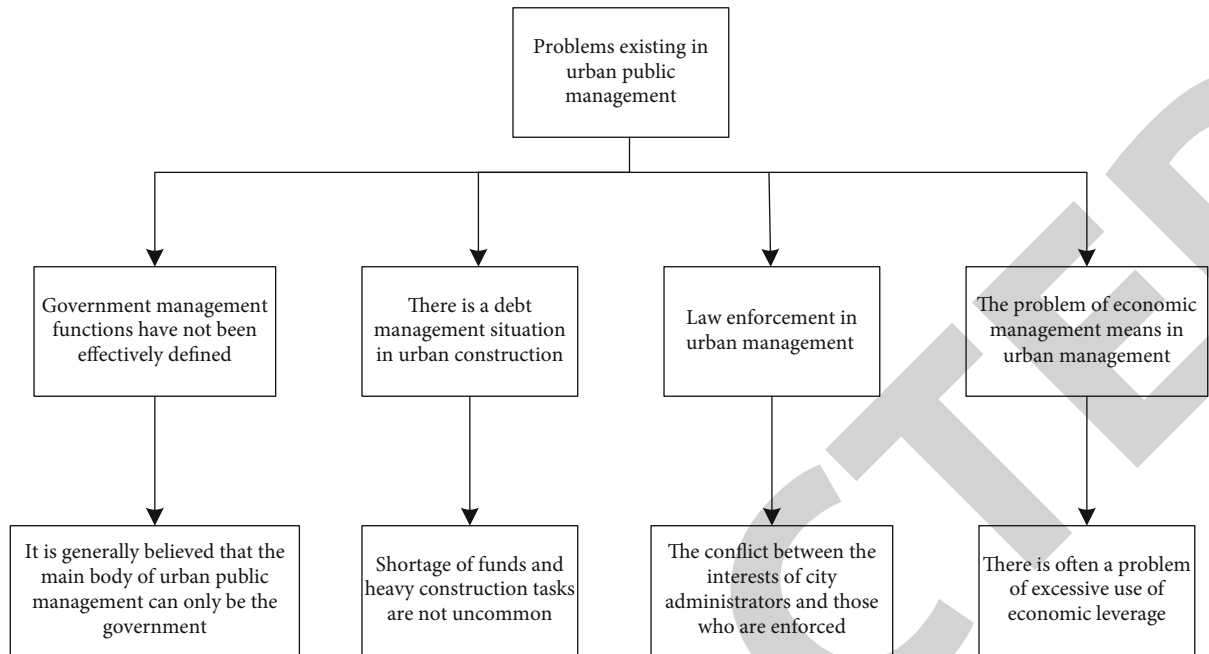 Problems existing in
urban public
management
Government management
functions have not been
effectively defined
There is a debt
management situation
in urban construction
Law enforcement in
urban management
The problem of economic
management means in
urban management
It is generally believed that the
main body of urban public
management can only be the
government
Shortage of funds and
heavy construction tasks
are not uncommon
The conflict between the
interests of city
administrators and those
who are enforced
There is often a problem
of excessive use of
economic leverage
CTE